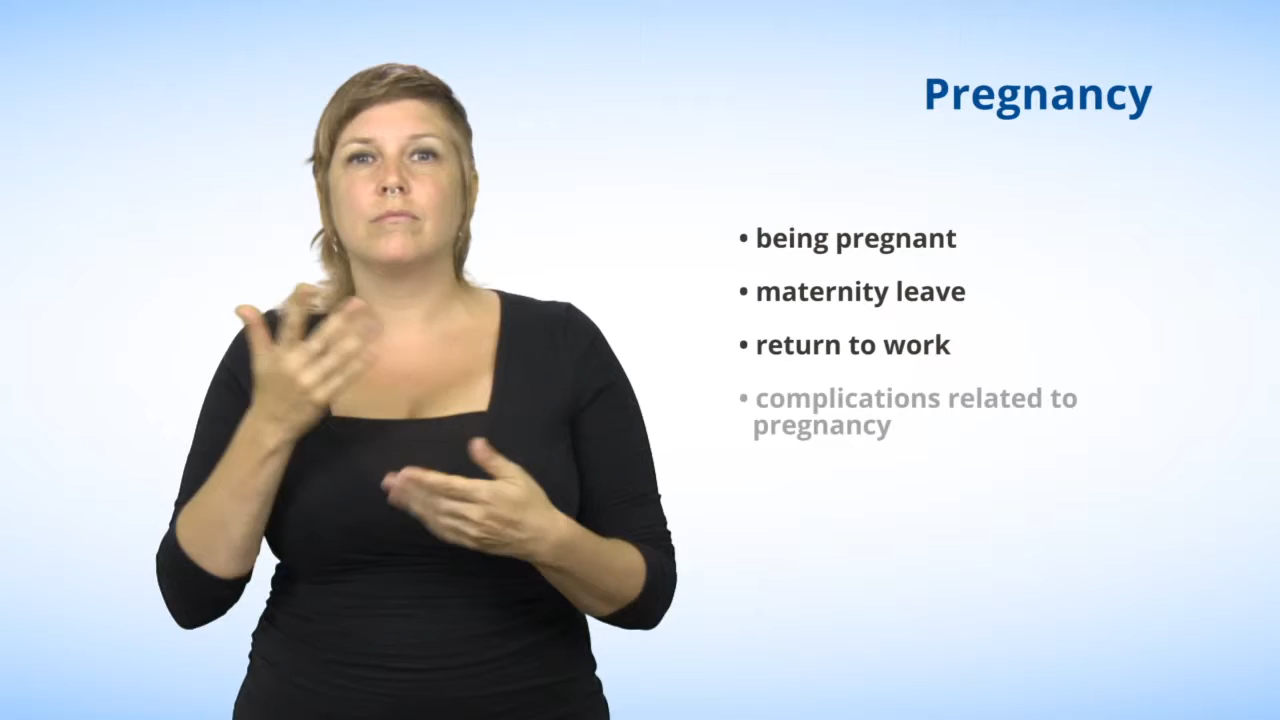 Pregnancy
• being pregnant
• maternity leave
• return to work
• complications related to
pregnancy